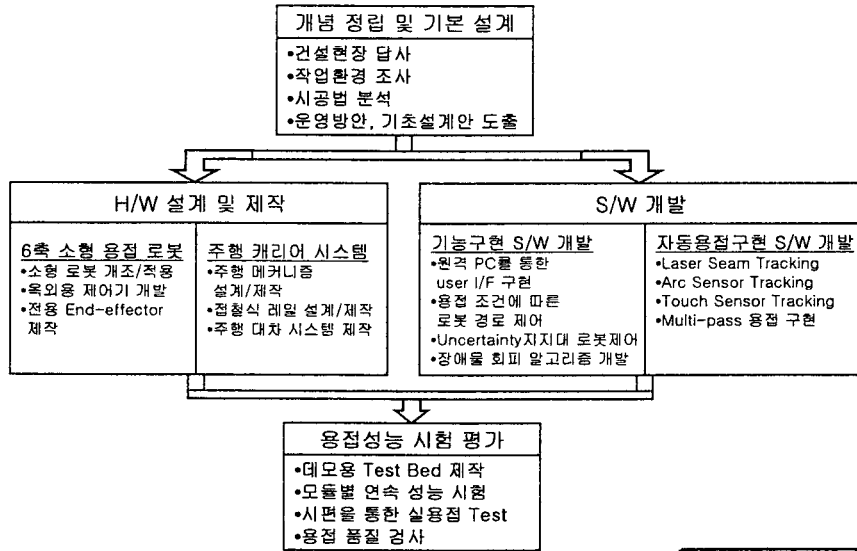 개념 정립 및 기본 설계
•건설현장 답사
•작업환경 조사
•시공법 분석
•운영방안, 기초설계안 도출
H/W 설계 및 제작
6축 소형 용접 로봇
•소형 로봇 개조/적용
•옥외용 제어기 개발
•전용 End-effector
제작
주행 캐리어 시스템
•주행 메커니즘
설계/제작
•접철식 레일 설계/제작
•주행 대차 시스템 제작
S/W 개발
기능구현 S/W 개발
•원격 PC를 통한
user I/F 구현
•용접 조건에 따른
로봇 경로 제어
•Uncertainty지지대 로봇제어
•장애물 회피 알고리즘 개발
자동용접구현 S/W 개발
•Laser Seam Tracking
•Arc Sensor Tracking
•Touch Sensor Tracking
•Multi-pass 용접 구현
용접성능 시험 평가
•데모용 Test Bed 제작
•모듈별 연속 성능 시험
•시편을 통한 실용접 Test
•용접 품질 검사